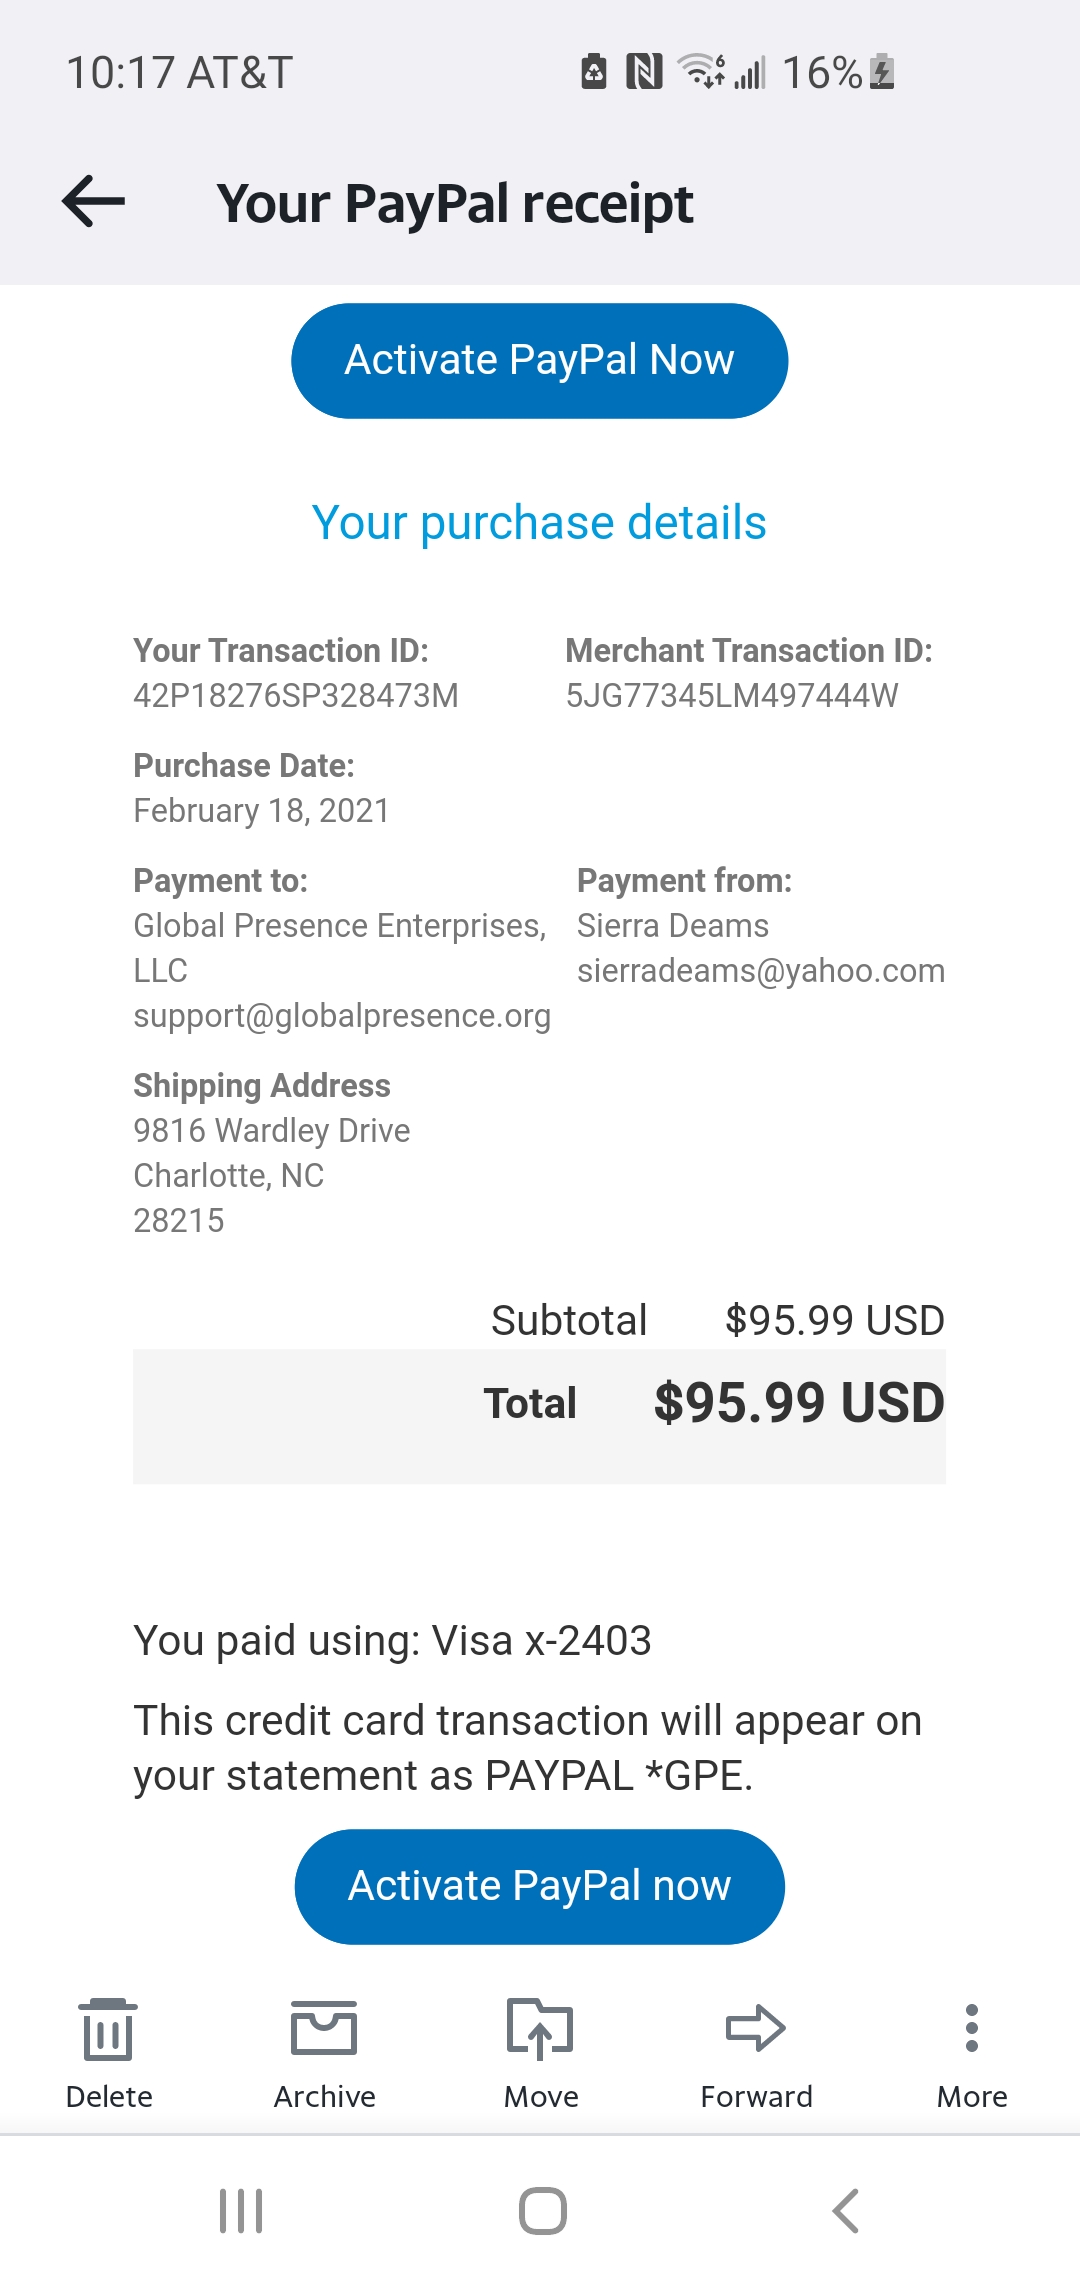 10:17 AT&T 6 16%
Your PayPal receipt
Activate PayPal Now
Your purchase details
Your Transaction ID:
42P18276SP328473M
Merchant Transaction ID:
5JG77345LM497444W
Purchase Date:
February 18, 2021
Payment to:
Global Presence Enterprises,
LLC
support@globalpresence.org
Payment from:
Sierra Deams
sierradeams@yahoo.com
Shipping Address
9816 Wardley Drive
Charlotte, NC
28215
Subtotal $95.99 USD
Total $95.99 USD
You paid using: Visa x-2403
This credit card transaction will appear on
your statement as PAYPAL *GPE.
Activate PayPal now
Delete Archive Move Forward More